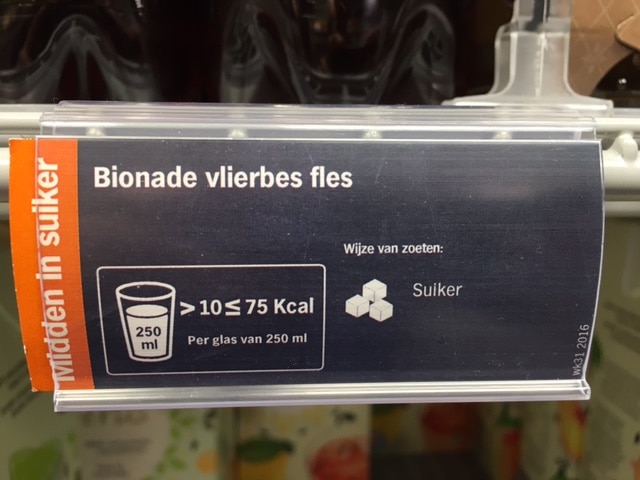 Midden in suiker
Bionade vlierbes fles
Wijze van zoeten:
Suiker
250
ml
> 10 ≤ 75 Kcal
Per glas van 250 ml
wk31 2016